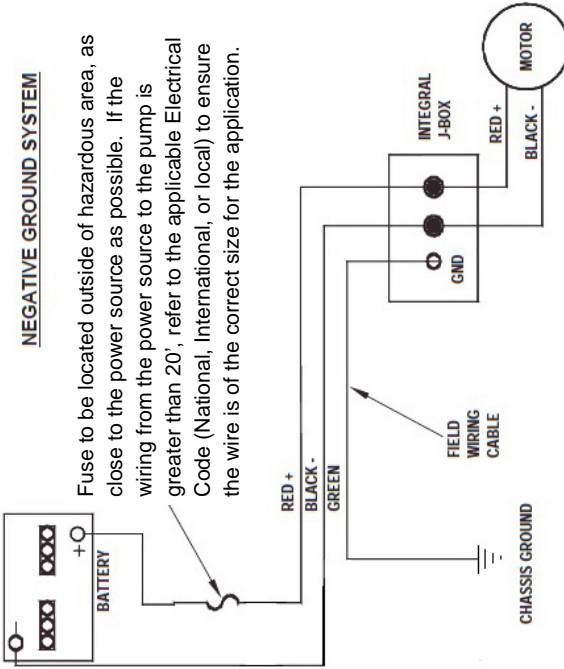 NEGATIVE GROUND SYSTEM
Fuse to be located outside of hazardous area, as
close to the power source as possible. If the
wiring from the power source to the pump is
greater than 20', refer to the applicable Electrical
Code (National, International, or local) to ensure
the wire is of the correct size for the application.
-
+
BATTERY
RED +
BLACK -
GREEN
INTEGRAL
J-BOX
GND
RED +
BLACK -
MOTOR
FIELD
WIRING
CABLE
CHASSIS GROUND